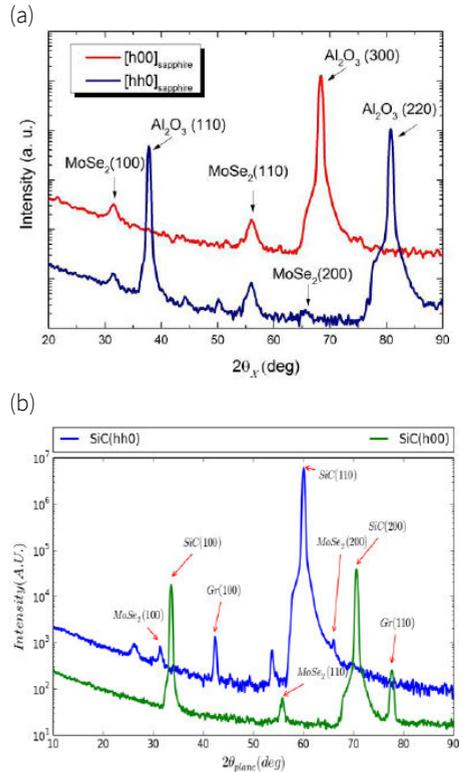 (a)
[h00]sapphire
[hh0]sapphire
Al2O3 (300)
Al2O3 (110)
Al2O3 (220)
MoSe2(100)
MoSe2(110)
MoSe2(200)
Intensity (a. u.)
20 30 40 50 60 70 80 90
2θX(deg)
(b)
SiC(hh0) SiC(h00)
10^7
10^6
10^5
10^4
10^3
10^2
10^1
SiC(110)
SiC(100)
MoSe2(200)
SiC(200)
MoSe2(100)
Gr(100)
Gr(110)
MoSe2(110)
Intensity(A.U.)
10 20 30 40 50 60 70 80 90
2θplane(deg)